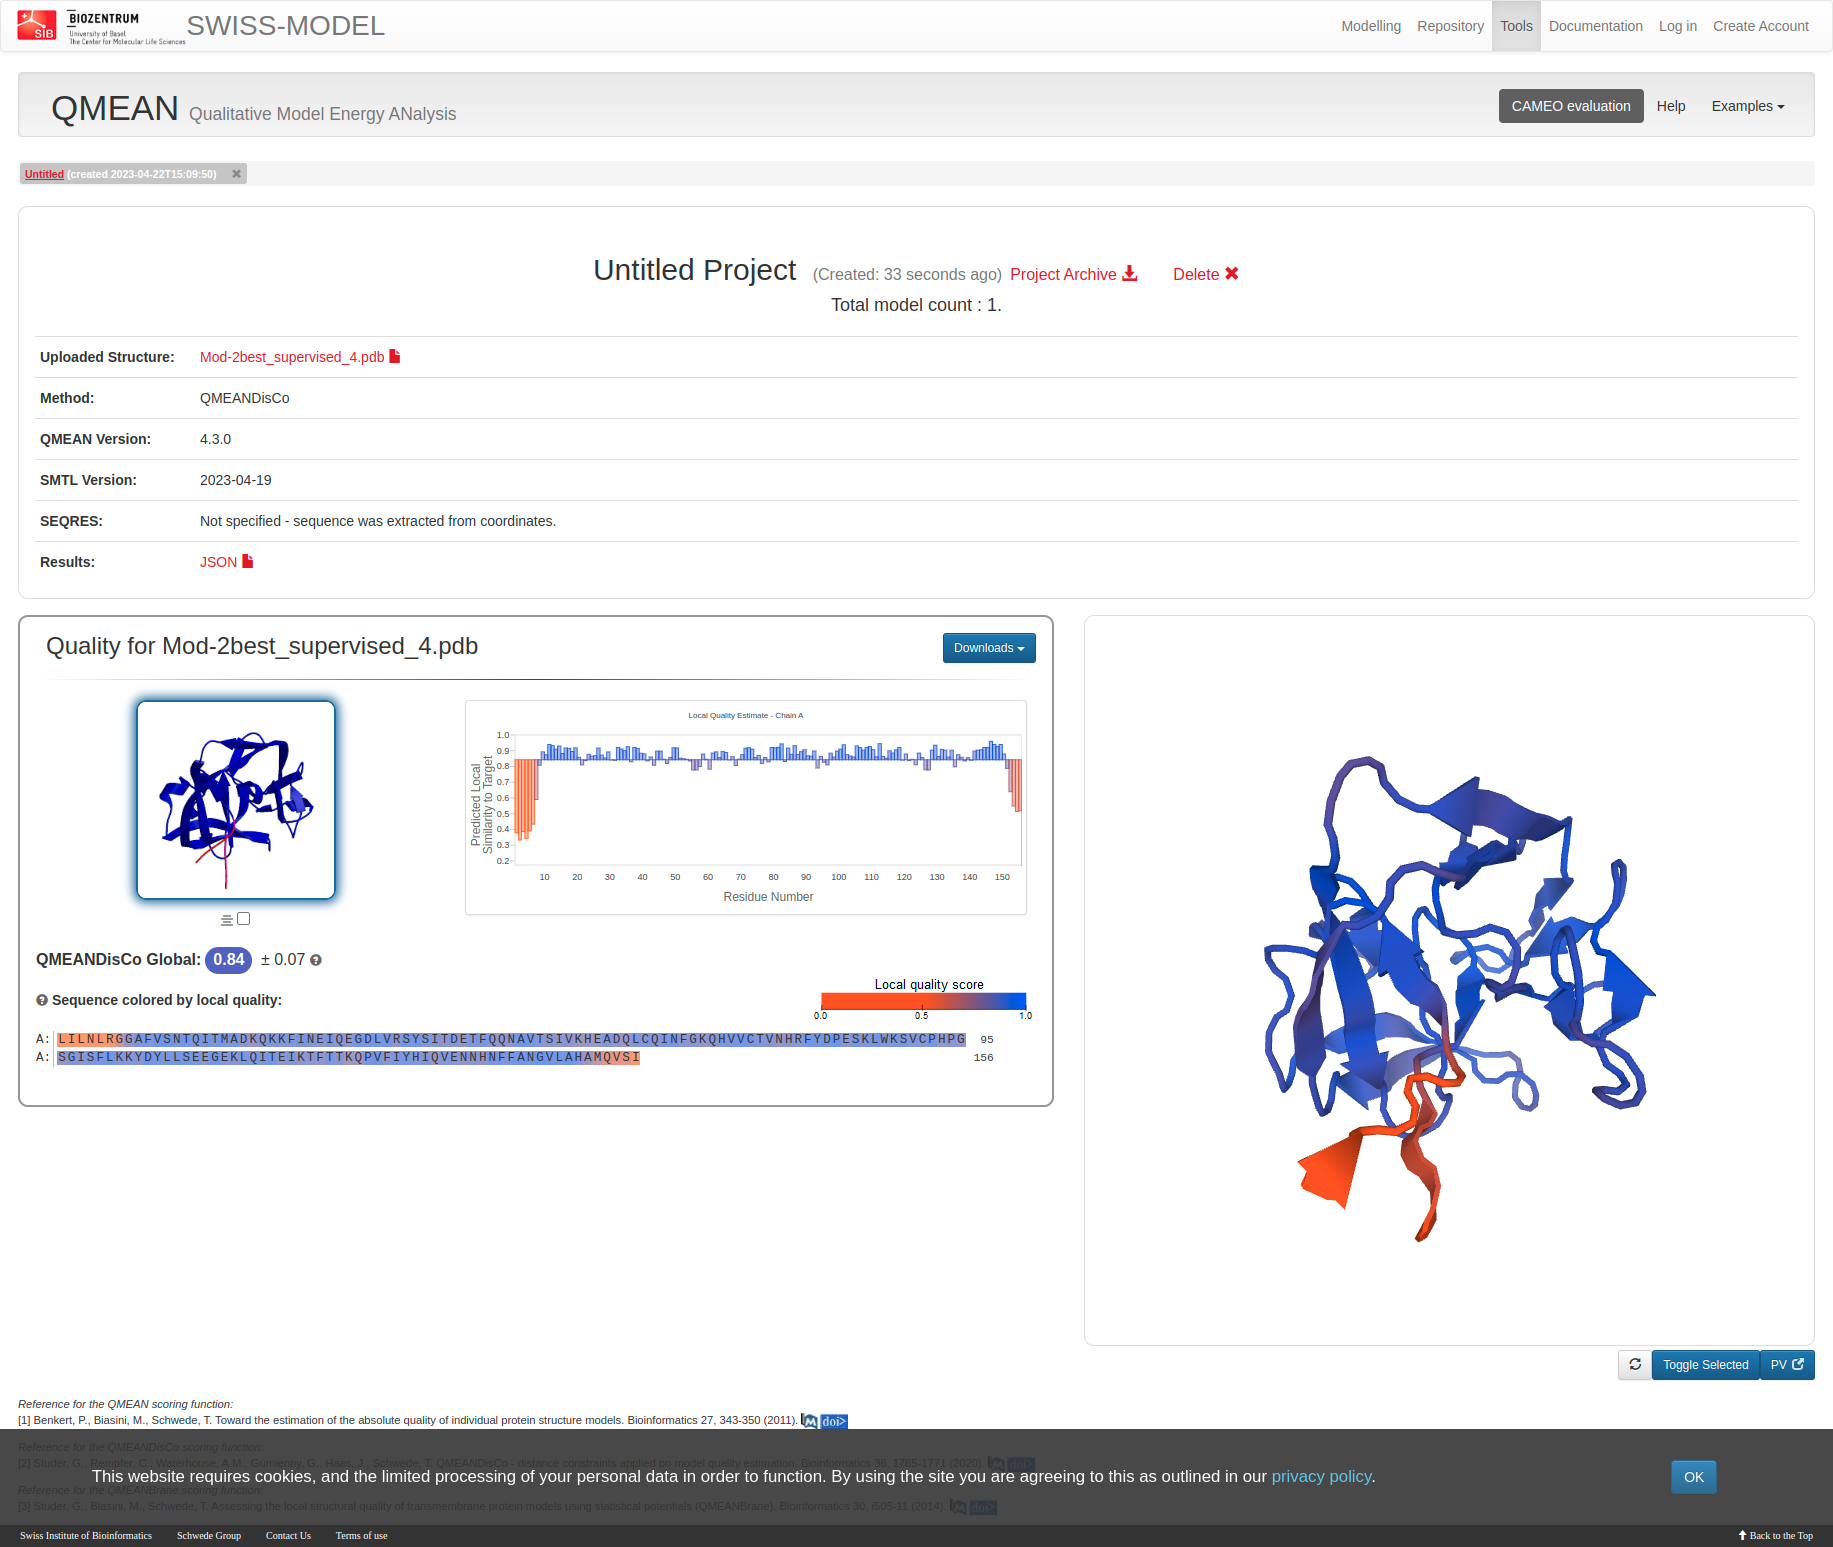 SIB
BIOZENTRUM
University of Basel
The Center for Molecular Life Sciences
SWISS-MODEL
Modelling
Repository
Tools
Documentation
Log in
Create Account
QMEAN Qualitative Model Energy ANalysis
CAMEO evaluation
Help
Examples
Untitled (created 2023-04-22T15:09:50)
Untitled Project (Created: 33 seconds ago) Project Archive Delete
Total model count : 1.
Uploaded Structure: Mod-2best_supervised_4.pdb
Method: QMEANDisCo
QMEAN Version: 4.3.0
SMTL Version: 2023-04-19
SEQRES: Not specified - sequence was extracted from coordinates.
Results: JSON
Quality for Mod-2best_supervised_4.pdb
Downloads
Local Quality Estimate - Chain A
Predicted Local
Similarity to Target
1.0
0.9
0.8
0.7
0.6
0.5
0.4
0.3
0.2
10 20 30 40 50 60 70 80 90 100 110 120 130 140 150
Residue Number
QMEANDisCo Global: 0.84 ± 0.07
Sequence colored by local quality:
Local quality score
0.0 0.5 1.0
A: LILNLRGGAFVSNTQITMADKQKKFINEIQEGDLVRSYSITDETFQQNAVTSIVKHEADQLCQINFGKQHVVCTVNHRFYDPESKLWKSVCPHPG 95
A: SGISFLKKYDYLLSEEGEKLQITEIKTFTTKQPVFIYHIQVENNHNFFANGVLAHAMQVSI 156
Toggle Selected
PV
Reference for the QMEAN scoring function:
[1] Benkert, P., Biasini, M., Schwede, T. Toward the estimation of the absolute quality of individual protein structure models. Bioinformatics 27, 343-350 (2011). M doi>
Reference for the QMEANDisCo scoring function:
[2] Studer, G., Rempfer, C., Waterhouse, A.M., Gumienny, G., Haas, J., Schwede, T. QMEANDisCo - distance constraints applied on model quality estimation. Bioinformatics 36, 1765-1771 (2020). M doi>
This website requires cookies, and the limited processing of your personal data in order to function. By using the site you are agreeing to this as outlined in our privacy policy.
OK
Reference for the QMEANBrane scoring function:
[3] Studer, G., Biasini, M., Schwede, T. Assessing the local structural quality of transmembrane protein models using statistical potentials (QMEANBrane). Bioinformatics 30, i505-11 (2014). M doi>
Swiss Institute of Bioinformatics
Schwede Group
Contact Us
Terms of use
Back to the Top